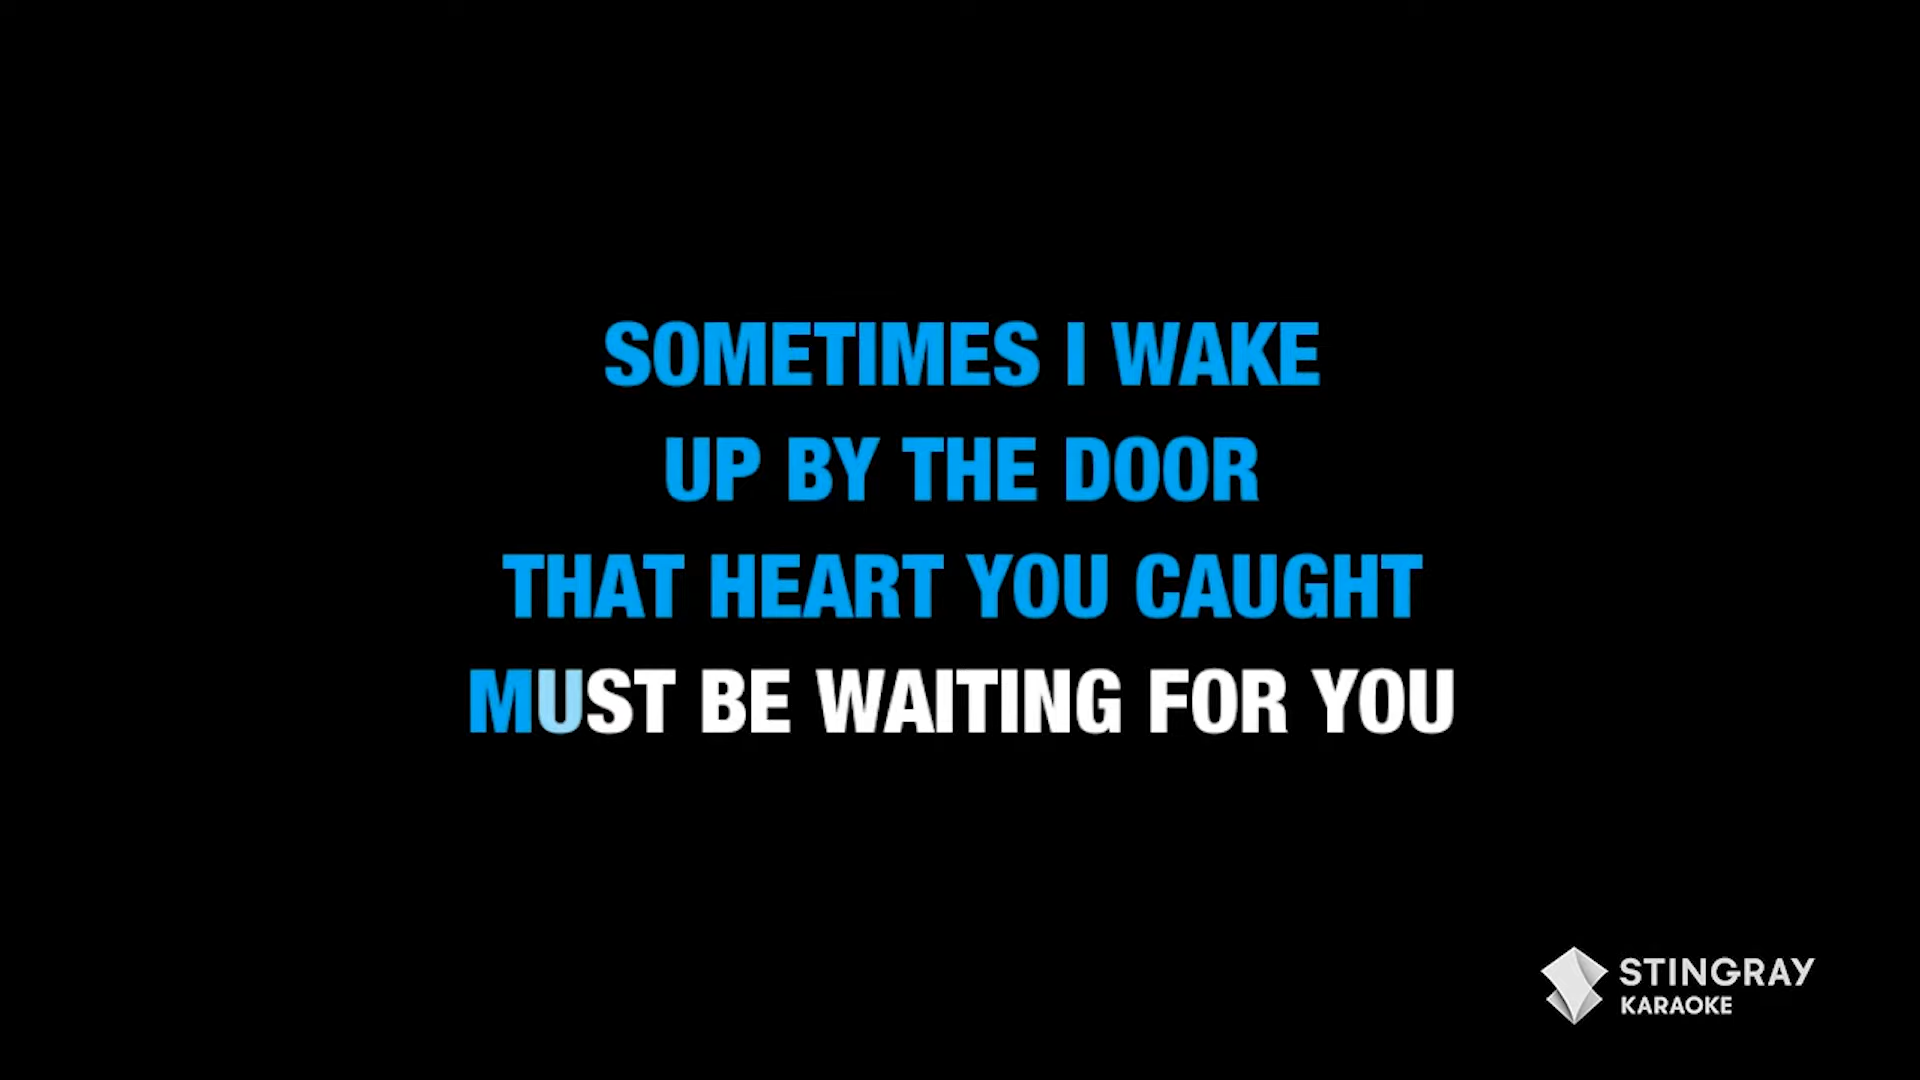 SOMETIMES I WAKE
UP BY THE DOOR
THAT HEART YOU CAUGHT
MUST BE WAITING FOR YOU
STINGRAY
KARAOKE